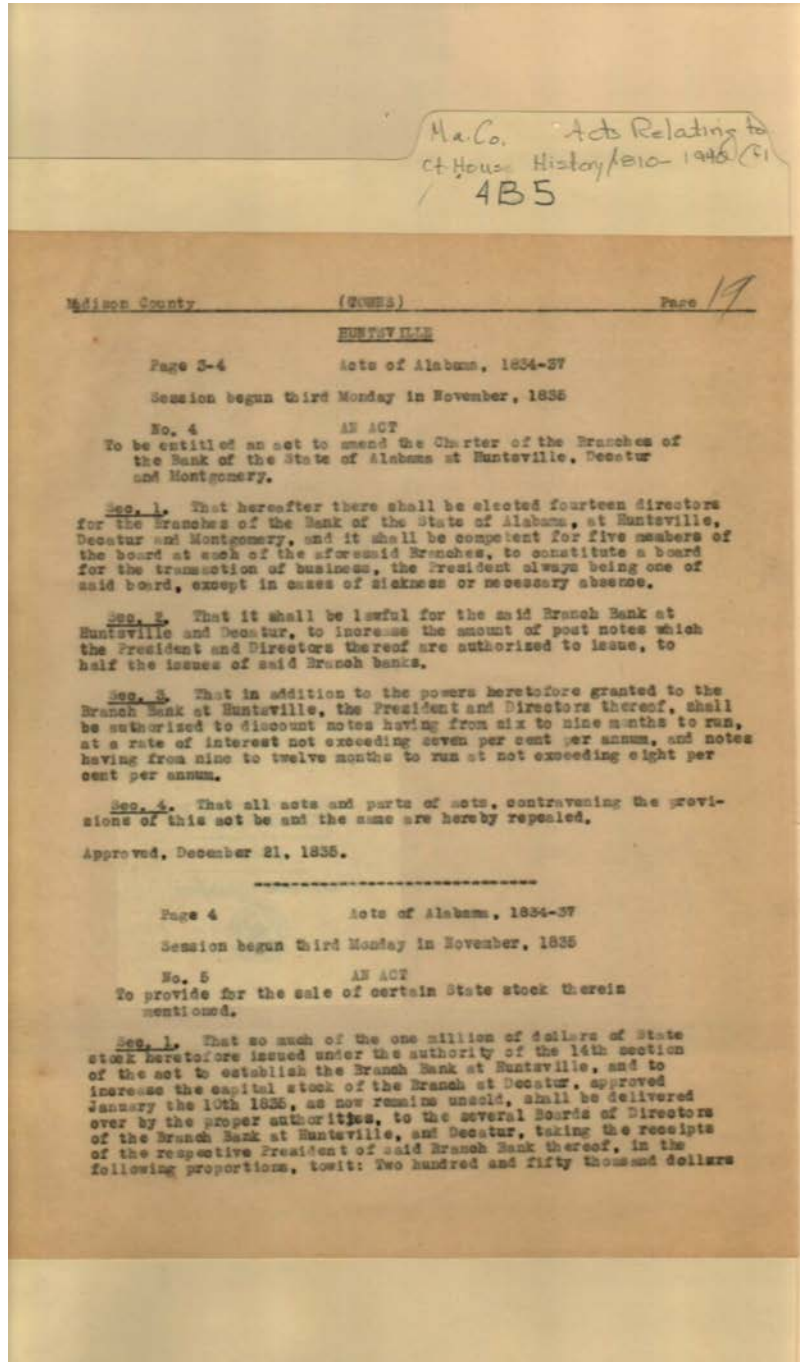 Ma.Co. Acts Relating to
Ct House History 1810-1940
4B5
Madison County (TOWNS) Page 19
HUNTSVILLE
Page 3-4 Acts of Alabama, 1834-37
Session begun third Monday in November, 1835
No. 4 AN ACT
To be entitled an act to amend the Charter of the Branches of
the Bank of the State of Alabama at Huntsville, Decatur
and Montgomery.
Sec. 1. That hereafter there shall be elected fourteen directors
for the Branches of the Bank of the State of Alabama, at Huntsville,
Decatur and Montgomery, and it shall be competent for five members of
the board at each of the aforesaid Branches, to constitute a board
for the transaction of business, the President always being one of
said board, except in cases of sickness or necessary absence.
Sec. 2. That it shall be lawful for the said Branch Bank at
Huntsville and Decatur, to increase the amount of post notes which
the President and Directors thereof are authorized to issue, to
half the issues of said Branch banks.
Sec. 3. That in addition to the powers heretofore granted to the
Branch Bank at Huntsville, the President and Directors thereof, shall
be authorized to discount notes having from six to nine months to run,
at a rate of interest not exceeding seven per cent per annum, and notes
having from nine to twelve months to run at not exceeding eight per
cent per annum.
Sec. 4. That all acts and parts of acts, contravening the provi-
sions of this act be and the same are hereby repealed.
Approved, December 21, 1835.
Page 4 Acts of Alabama, 1834-37
Session begun third Monday in November, 1835
No. 5 AN ACT
To provide for the sale of certain State stock therein
mentioned.
Sec. 1. That so much of the one million of dollars of State
stock heretofore issued under the authority of the 14th section
of the act to establish the Branch Bank at Huntsville, and to
increase the capital stock of the Branch at Decatur, approved
January the 10th 1835, as now remains unsold, shall be delivered
over by the proper authorities, to the several Boards of Directors
of the Branch Bank at Huntsville, and Decatur, taking the receipts
of the respective President of said Branch Bank thereof, in the
following proportions, towit: Two hundred and fifty thousand dollars